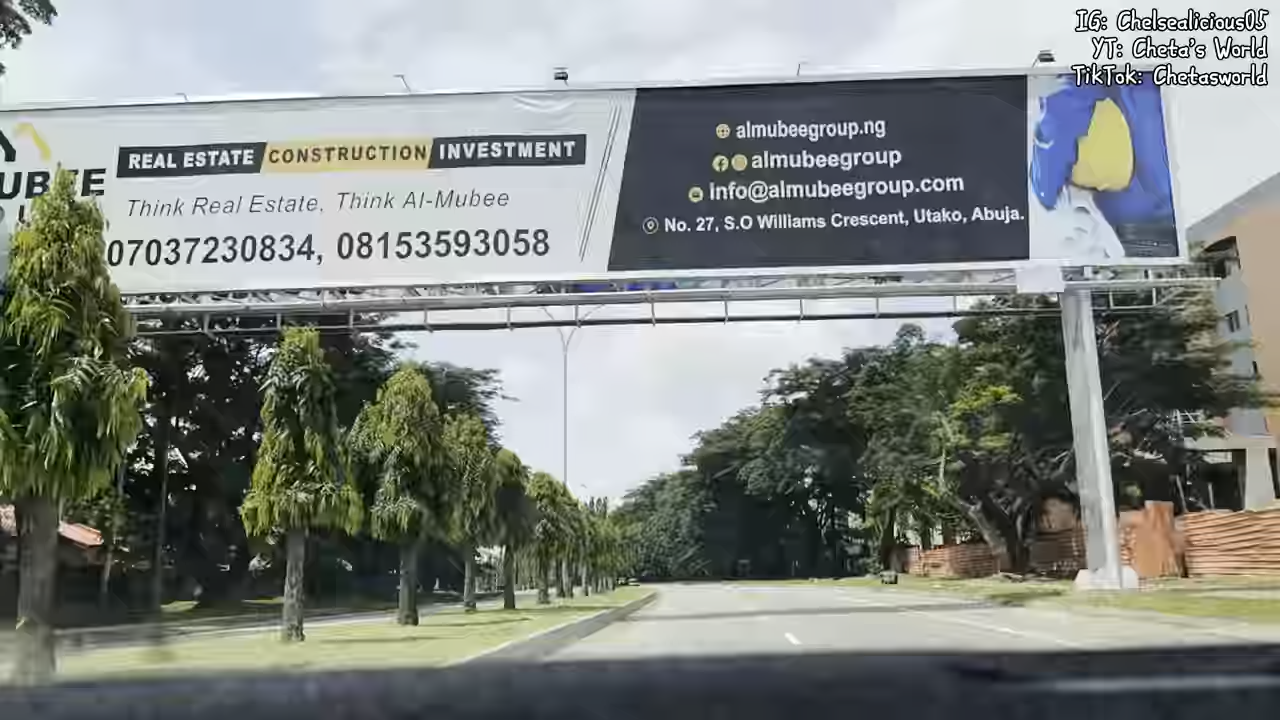 IG: Chelsealicious05
YT: Cheta's World
TikTok: Chetasworld
UBEE
REAL ESTATE CONSTRUCTION INVESTMENT
Think Real Estate, Think Al-Mubee
07037230834, 08153593058
almubeegroup.ng
almubeegroup
info@almubeegroup.com
No. 27, S.O Williams Crescent, Utako, Abuja.